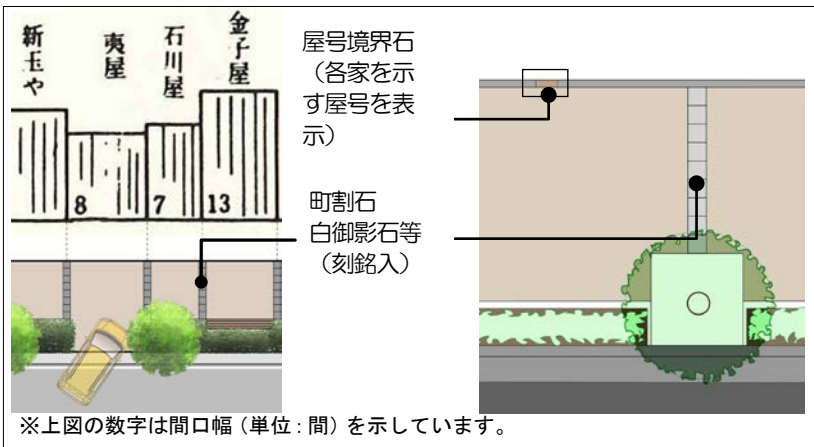 新玉や
夷屋
石川屋
金子屋
8
7
13
屋号境界石
（各家を示
す屋号を表
示）
町割石
白御影石等
（刻銘入）
※上図の数字は間口幅（単位：間）を示しています。